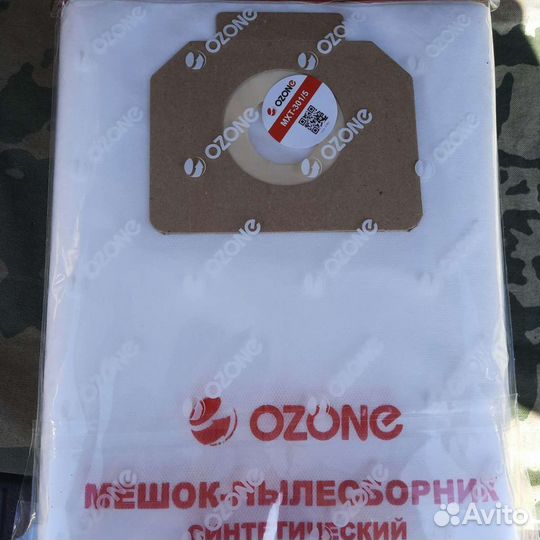 OZONE
MXT-301/5
OZONE
МЕШОК-ПЫЛЕСБОРНИК
СИНТЕТИЧЕСКИЙ
Avito